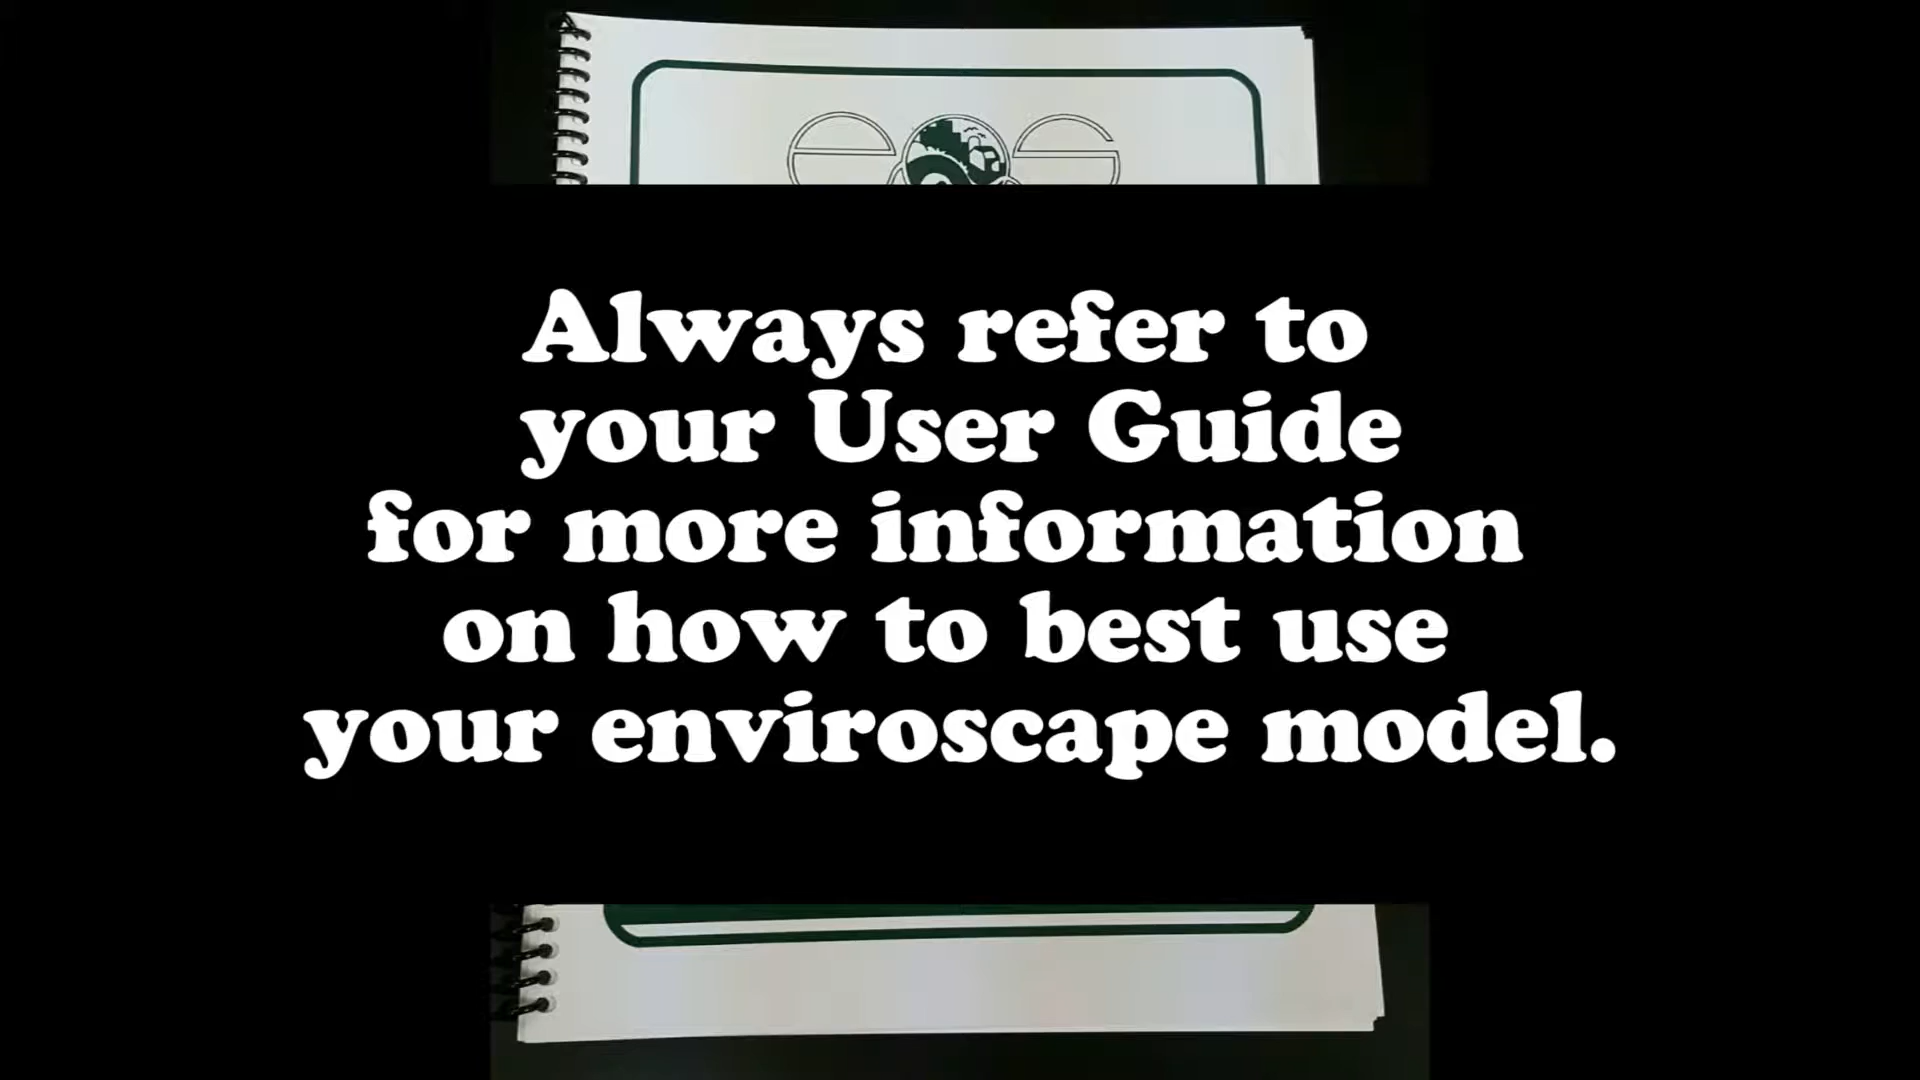 Always refer to
your User Guide
for more information
on how to best use
your enviroscape model.